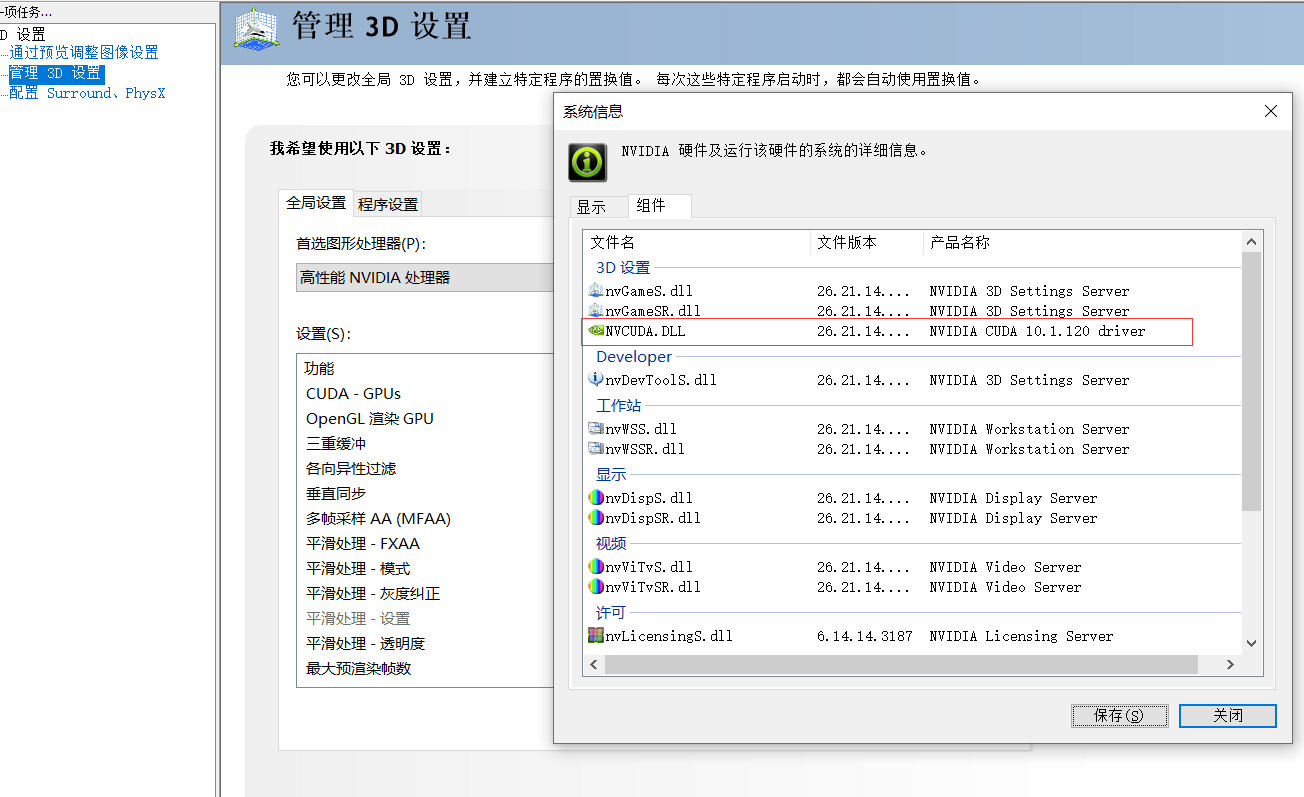 一项任务...
D 设置
通过预览调整图像设置
管理 3D 设置
配置 Surround、PhysX
管理 3D 设置
您可以更改全局 3D 设置，并建立特定程序的置换值。 每次这些特定程序启动时，都会自动使用置换值。
我希望使用以下 3D 设置：
全局设置
程序设置
首选图形处理器(P)：
高性能 NVIDIA 处理器
设置(S)：
功能
CUDA - GPUs
OpenGL 渲染 GPU
三重缓冲
各向异性过滤
垂直同步
多帧采样 AA (MFAA)
平滑处理 - FXAA
平滑处理 - 模式
平滑处理 - 灰度纠正
平滑处理 - 设置
平滑处理 - 透明度
最大预渲染帧数
系统信息
NVIDIA 硬件及运行该硬件的系统的详细信息。
显示
组件
文件名 文件版本 产品名称
3D 设置
nvGameS.dll 26.21.14.... NVIDIA 3D Settings Server
nvGameSR.dll 26.21.14.... NVIDIA 3D Settings Server
NVCUDA.DLL 26.21.14.... NVIDIA CUDA 10.1.120 driver
Developer
nvDevToolS.dll 26.21.14.... NVIDIA 3D Settings Server
工作站
nvWSS.dll 26.21.14.... NVIDIA Workstation Server
nvWSSR.dll 26.21.14.... NVIDIA Workstation Server
显示
nvDispS.dll 26.21.14.... NVIDIA Display Server
nvDispSR.dll 26.21.14.... NVIDIA Display Server
视频
nvViTvS.dll 26.21.14.... NVIDIA Video Server
nvViTvSR.dll 26.21.14.... NVIDIA Video Server
许可
nvLicensingS.dll 6.14.14.3187 NVIDIA Licensing Server
保存(S)
关闭